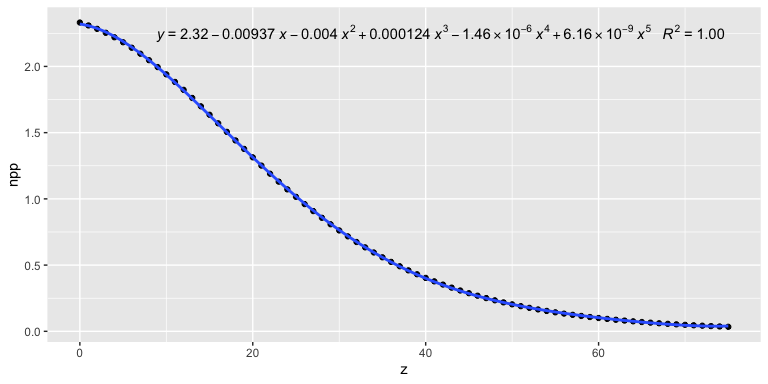 y = 2.32 − 0.00937 x − 0.004 x² + 0.000124 x³ − 1.46 × 10⁻⁶ x⁴ + 6.16 × 10⁻⁹ x⁵ R² = 1.00
2.0
1.5
1.0
0.5
0.0
npp
0 20 40 60
z